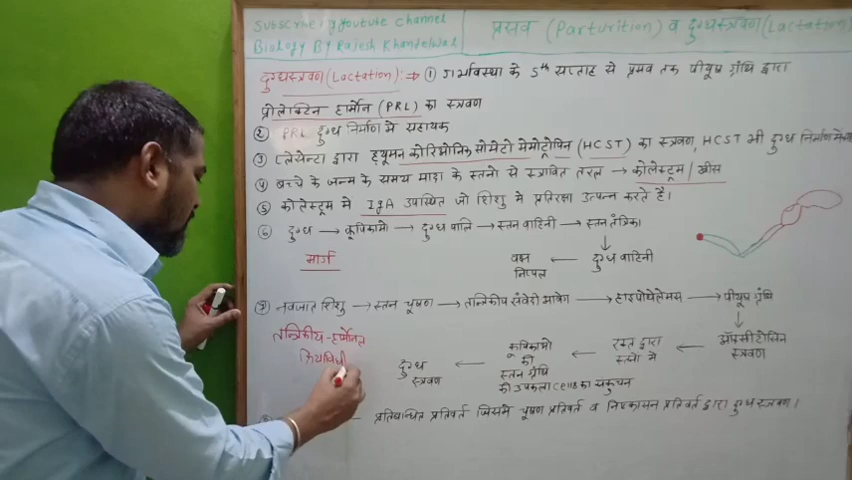 Subscribe my Youtube channel
Biology By Rajesh Khandelwal
प्रसव (Parturition) व दुग्धस्त्रवण (Lactation)
दुग्धस्त्रवण (Lactation) :⇒ ① गर्भावस्था के 5th सप्ताह से प्रसव तक पीयूष ग्रंथि द्वारा
प्रोलेक्टिन हार्मोन (PRL) का स्त्रवण
② PRL दुग्ध निर्माण मे सहायक
③ प्लेसेन्टा द्वारा ह्यूमन कोरियोनिक सोमेटो मेमोट्रोपिन (HCST) का स्त्रवण, HCST भी दुग्ध निर्माण
④ बच्चे के जन्म के समय मादा के स्तनो से स्त्रावित तरल → कोलेस्ट्रम / खीस
⑤ कोलेस्ट्रम मे IgA उपस्थित जो शिशु मे प्रतिरक्षा उत्पन्न करते है।
⑥ दुग्ध → कूपिकाओ → दुग्ध पालि → स्तन वाहिनी → स्तन
मार्ग
वक्ष ← दुग्ध वाहिनी
निप्पल
⑦ नवजात शिशु → स्तन चूषण → तन्त्रिकीय संवेदी आवेग → हाइपोथेलेमस → पीयूष ग्रंथि
तन्त्रिकीय-हार्मोनल
क्रियाविधी
दुग्ध स्त्रवण ← कूपिकाओ की स्तन ग्रंथि की उपकला cells का संकुचन ← रक्त द्वारा स्तनो मे ← ऑक्सीटोसिन स्त्रवण
प्रतिबन्धित प्रतिवर्त जिसमे चूषण प्रतिवर्त व निष्कासन प्रतिवर्त द्वारा दुग्ध स्त्रवण।